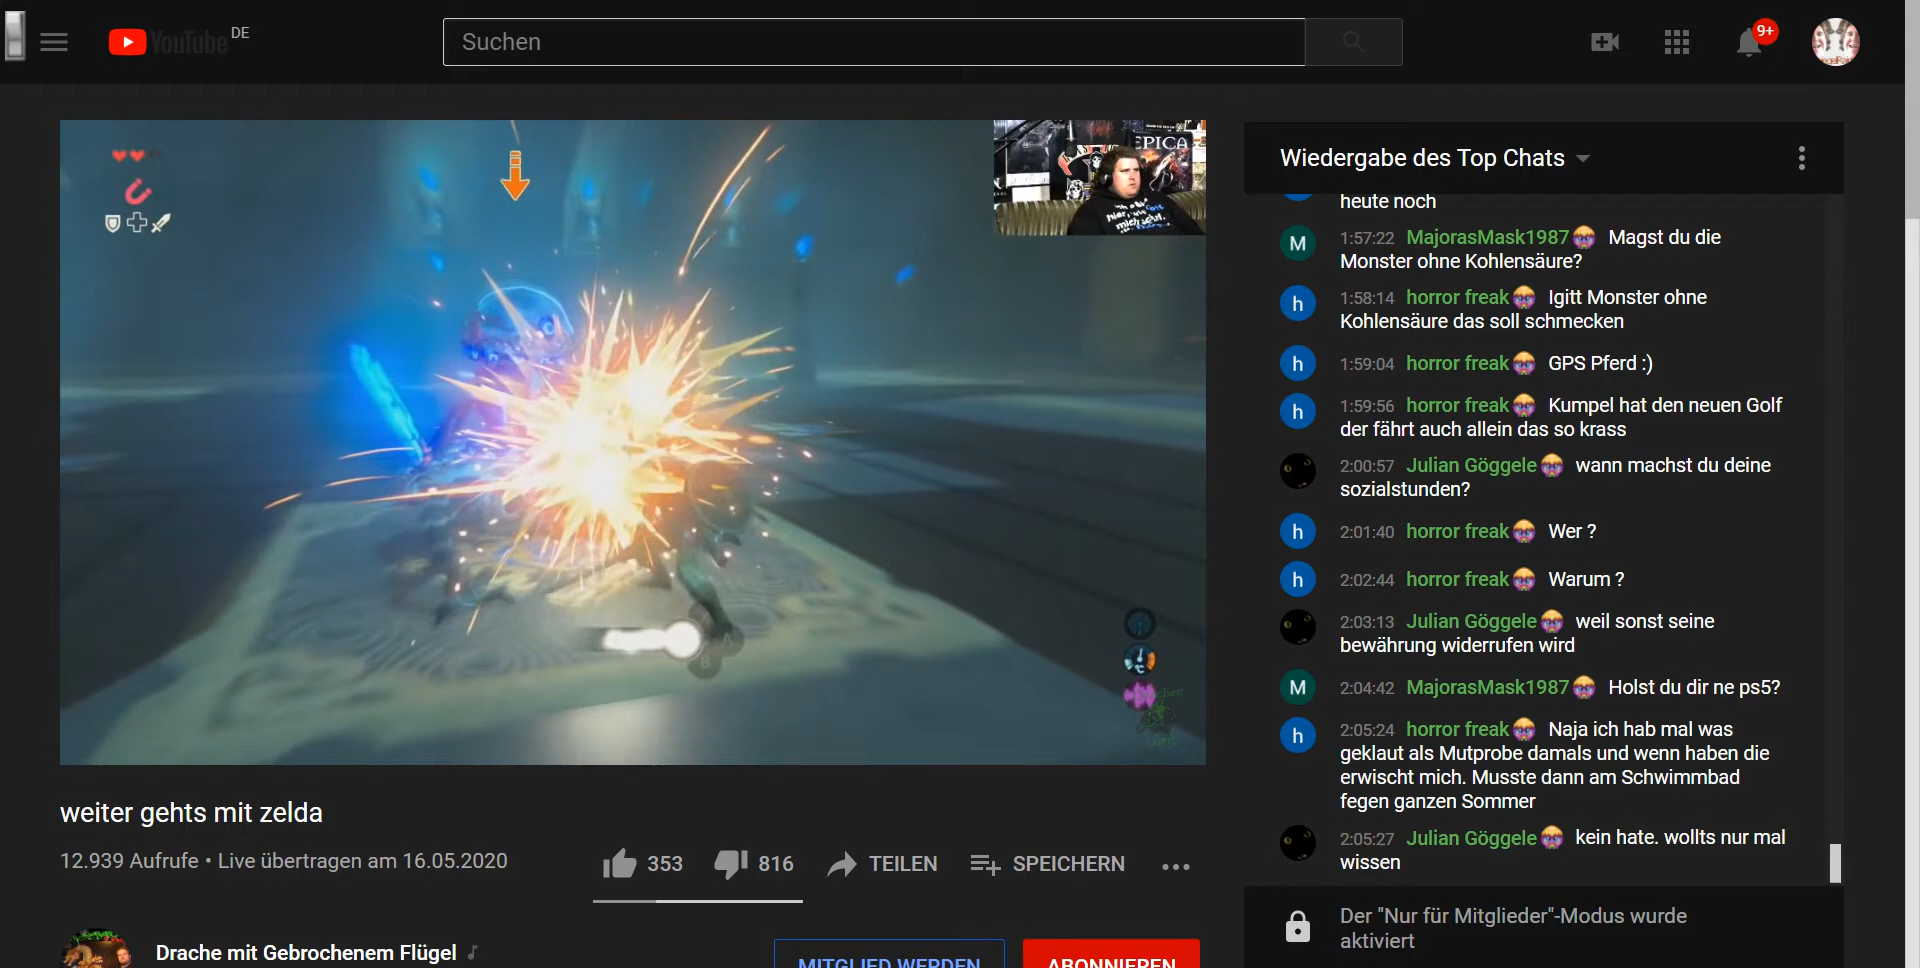 YouTube DE
Suchen
9+
EPICA
Wiedergabe des Top Chats
heute noch
M 1:57:22 MajorasMask1987 Magst du die
Monster ohne Kohlensäure?
h 1:58:14 horror freak Igitt Monster ohne
Kohlensäure das soll schmecken
h 1:59:04 horror freak GPS Pferd :)
h 1:59:56 horror freak Kumpel hat den neuen Golf
der fährt auch allein das so krass
2:00:57 Julian Göggele wann machst du deine
sozialstunden?
h 2:01:40 horror freak Wer ?
h 2:02:44 horror freak Warum ?
2:03:13 Julian Göggele weil sonst seine
bewährung widerrufen wird
M 2:04:42 MajorasMask1987 Holst du dir ne ps5?
h 2:05:24 horror freak Naja ich hab mal was
geklaut als Mutprobe damals und wenn haben die
erwischt mich. Musste dann am Schwimmbad
fegen ganzen Sommer
2:05:27 Julian Göggele kein hate. wollts nur mal
wissen
Der "Nur für Mitglieder"-Modus wurde
aktiviert
A
B
weiter gehts mit zelda
12.939 Aufrufe • Live übertragen am 16.05.2020
353 816 TEILEN SPEICHERN
Drache mit Gebrochenem Flügel
MITGLIED WERDEN ABONNIEREN